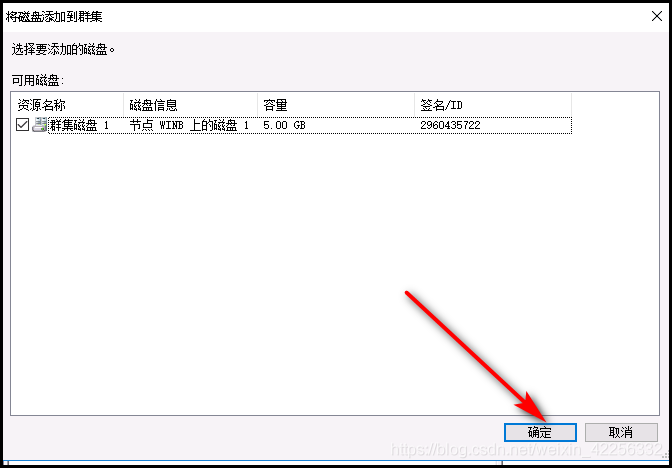 将磁盘添加到群集
选择要添加的磁盘。
可用磁盘:
资源名称 磁盘信息 容量 签名/ID
群集磁盘 1 节点 WINB 上的磁盘 1 5.00 GB 2960435722
确定 取消
https://blog.csdn.net/weixin_42256332